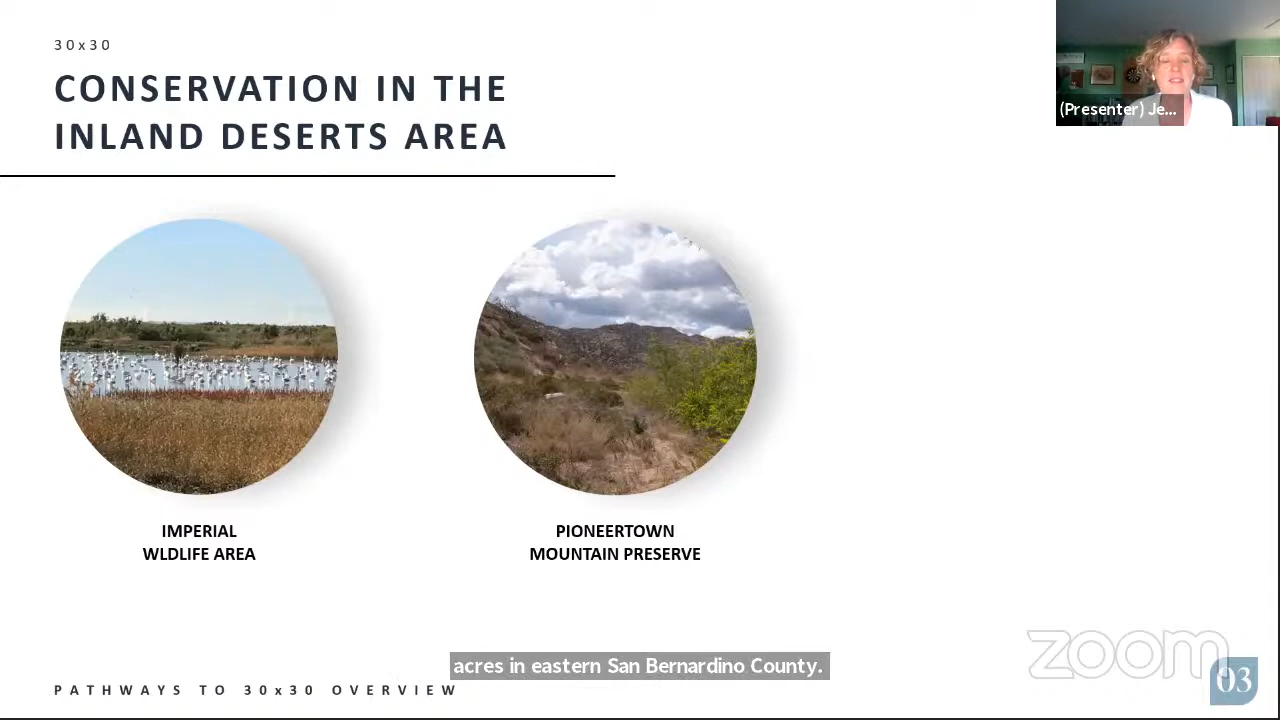 30x30
CONSERVATION IN THE
INLAND DESERTS AREA
(Presenter) Je...
IMPERIAL
WLDLIFE AREA
PIONEERTOWN
MOUNTAIN PRESERVE
acres in eastern San Bernardino County.
zoom
PATHWAYS TO 30x30 OVERVIEW
03